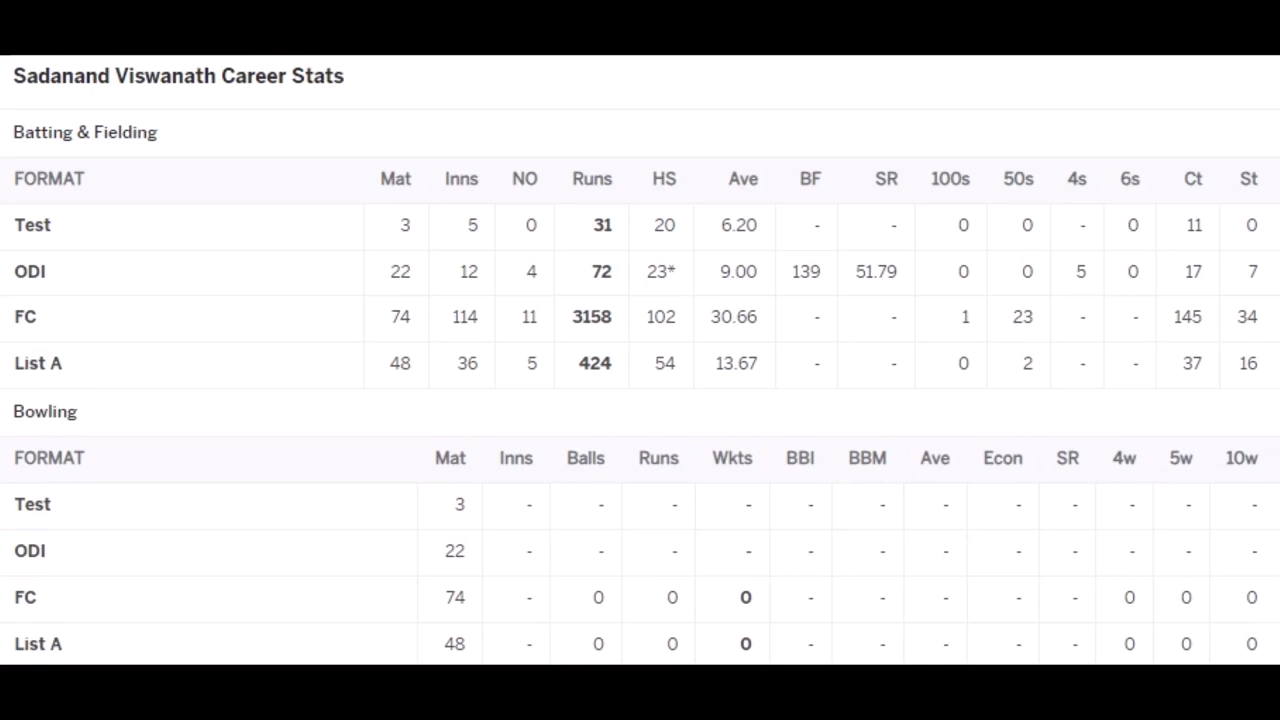 Sadanand Viswanath Career Stats
Batting & Fielding
FORMAT Mat Inns NO Runs HS Ave BF SR 100s 50s 4s 6s Ct St
Test 3 5 0 31 20 6.20 - - 0 0 - 0 11 0
ODI 22 12 4 72 23* 9.00 139 51.79 0 0 5 0 17 7
FC 74 114 11 3158 102 30.66 - - 1 23 - - 145 34
List A 48 36 5 424 54 13.67 - - 0 2 - - 37 16
Bowling
FORMAT Mat Inns Balls Runs Wkts BBI BBM Ave Econ SR 4w 5w 10w
Test 3 - - - - - - - - - - - -
ODI 22 - - - - - - - - - - - -
FC 74 - 0 0 0 - - - - - 0 0 0
List A 48 - 0 0 0 - - - - - 0 0 0